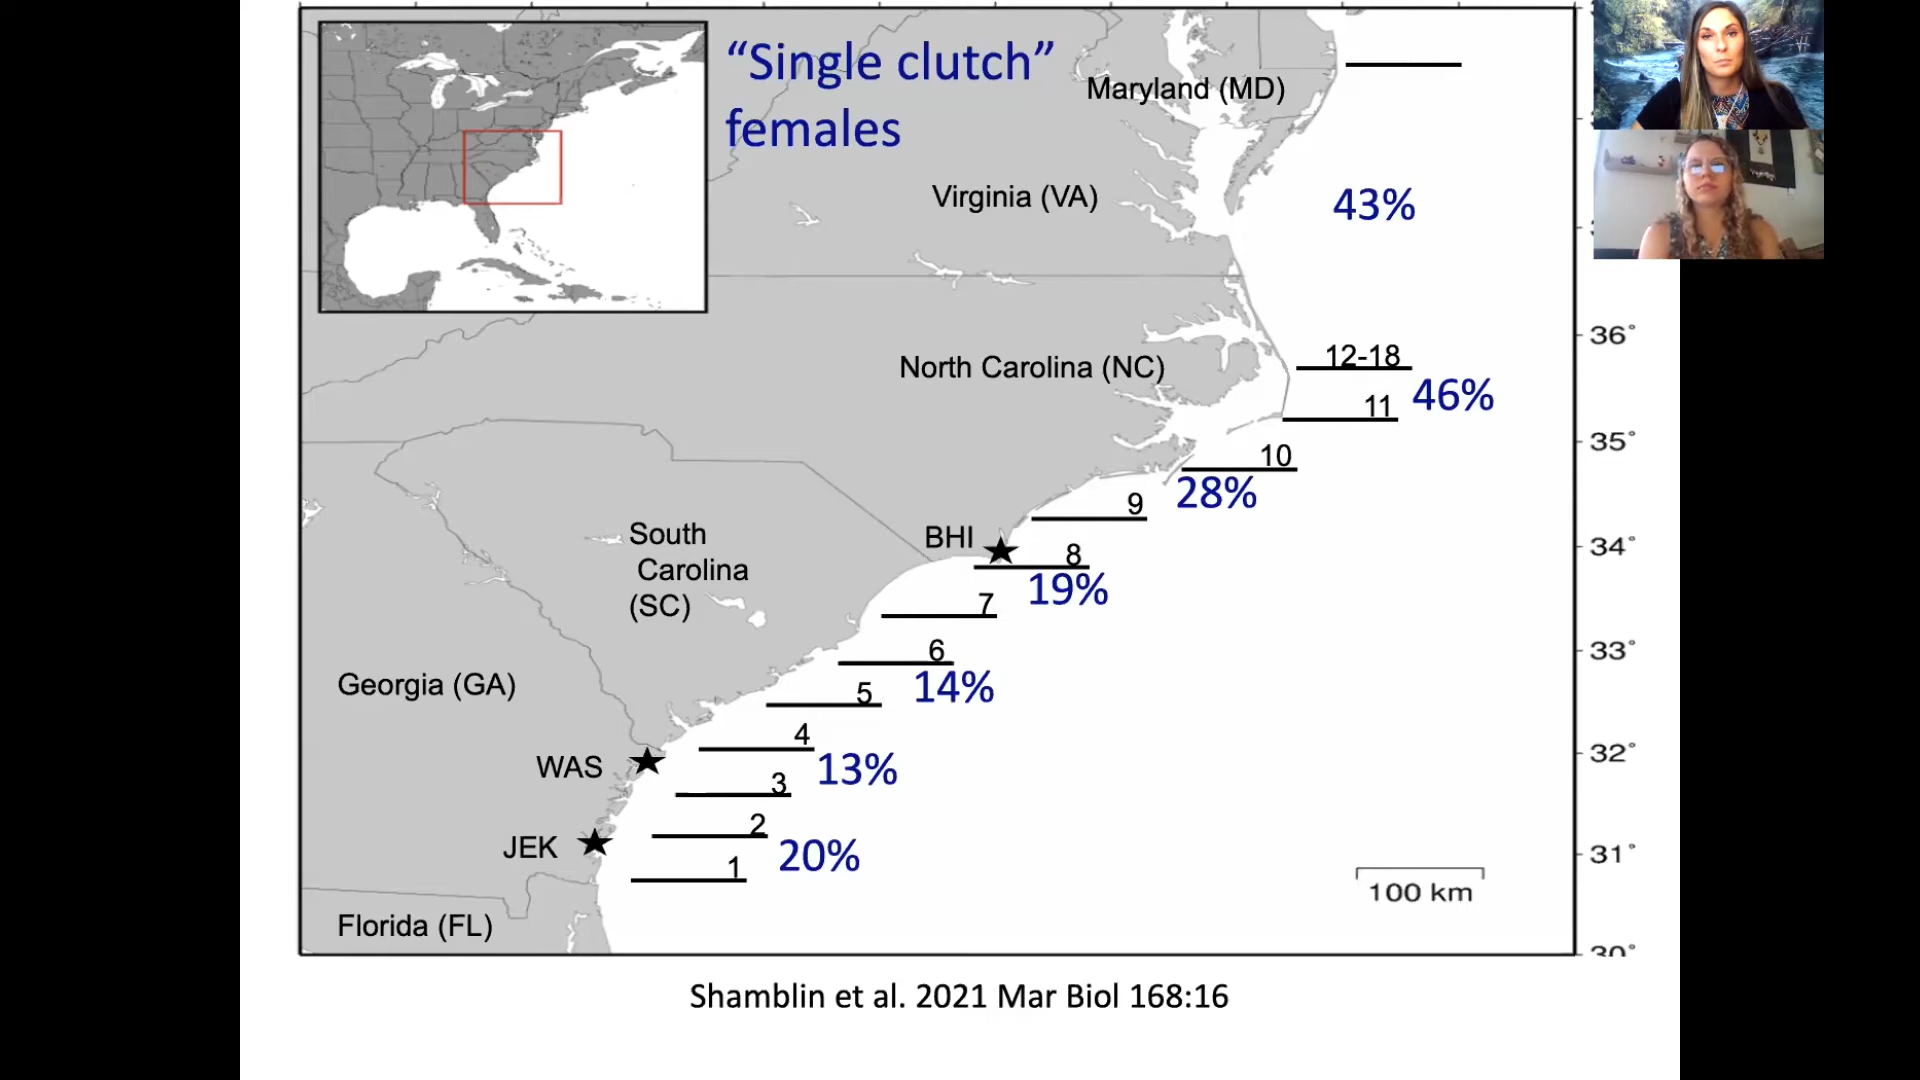 “Single clutch”
females
Maryland (MD)
Virginia (VA)
43%
36°
12-18
North Carolina (NC)
46%
11
35°
10
28%
9
34°
BHI
8
South
Carolina
(SC)
19%
7
33°
6
14%
Georgia (GA)
5
4
32°
WAS
13%
3
2
JEK
20%
31°
1
100 km
Florida (FL)
30°
Shamblin et al. 2021 Mar Biol 168:16